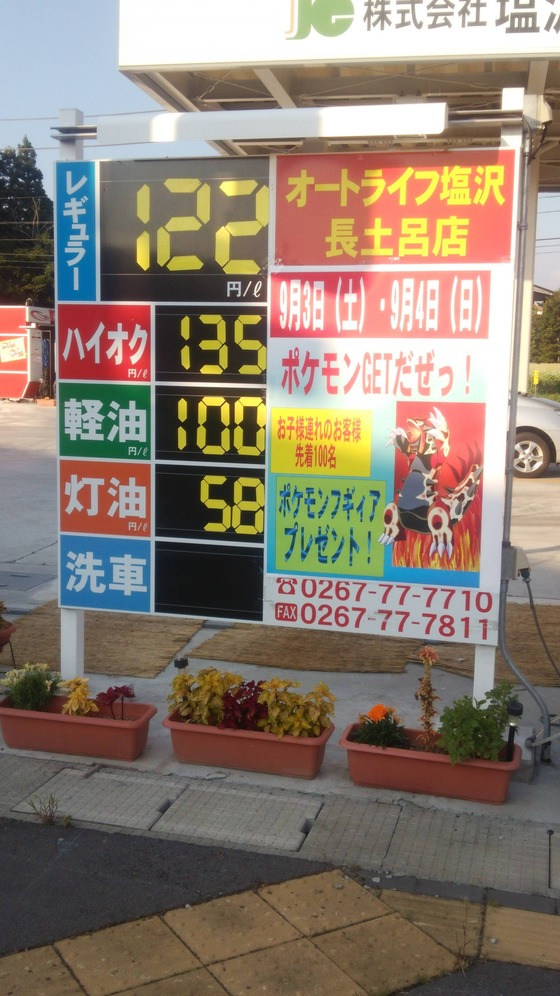 株式会社 塩沢
レギュラー 122 円/ℓ
ハイオク 円/ℓ 135
軽油 円/ℓ 100
灯油 円/ℓ 58
洗車
オートライフ塩沢
長土呂店
9月3日（土）・9月4日（日）
ポケモンGETだぜっ！
お子様連れのお客様
先着100名
ポケモンフギィア
プレゼント！
☎0267-77-7710
FAX 0267-77-7811